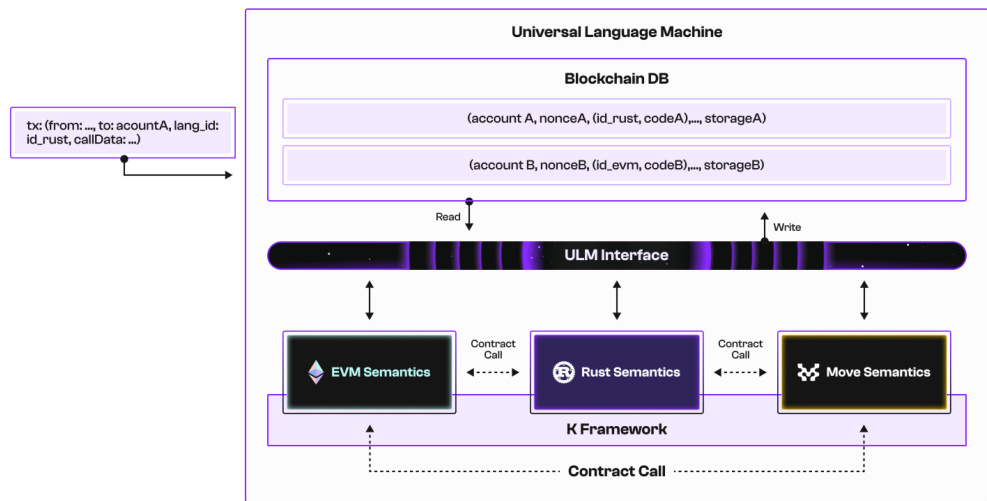 Universal Language Machine
Blockchain DB
tx: (from: ..., to: acountA, lang_id:
id_rust, callData: ...)
(account A, nonceA, (id_rust, codeA),..., storageA)
(account B, nonceB, (id_evm, codeB),..., storageB)
Read
Write
ULM Interface
EVM Semantics
Contract
Call
Rust Semantics
Contract
Call
Move Semantics
K Framework
Contract Call